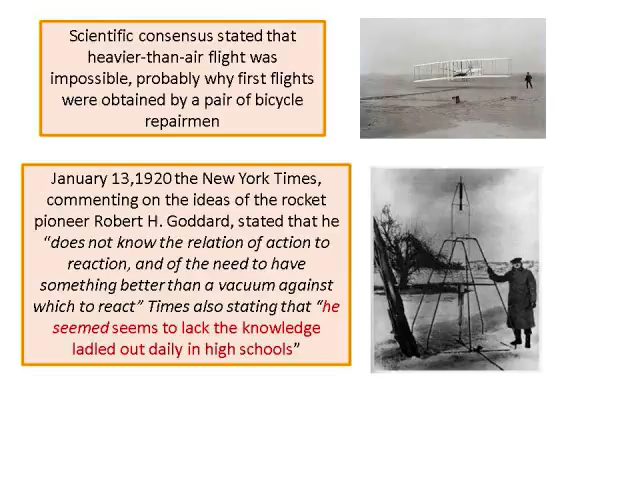 Scientific consensus stated that
heavier-than-air flight was
impossible, probably why first flights
were obtained by a pair of bicycle
repairmen
January 13,1920 the New York Times,
commenting on the ideas of the rocket
pioneer Robert H. Goddard, stated that he
“does not know the relation of action to
reaction, and of the need to have
something better than a vacuum against
which to react” Times also stating that “he
seemed seems to lack the knowledge
ladled out daily in high schools”